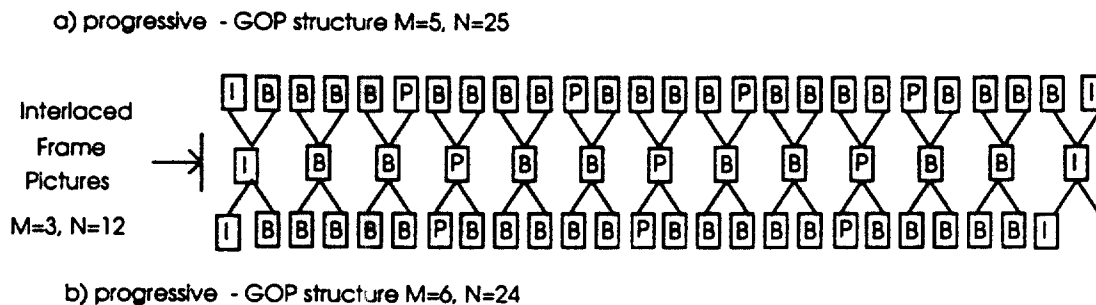 a) progressive - GOP structure M=5, N=25
I B B B B P B B B B P B B B B P B B B B P B B B B I
Interlaced
Frame
Pictures
I B B P B B P B B P B B I
M=3, N=12
I B B B B B P B B B B B P B B B B B P B B B B B I
b) progressive - GOP structure M=6, N=24